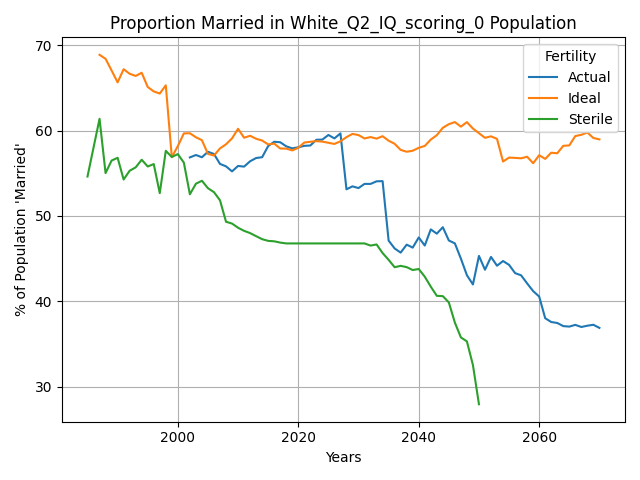 Proportion Married in White_Q2_IQ_scoring_0 Population
% of Population 'Married'
70
60
50
40
30
Fertility
Actual
Ideal
Sterile
2000
2020
2040
2060
Years